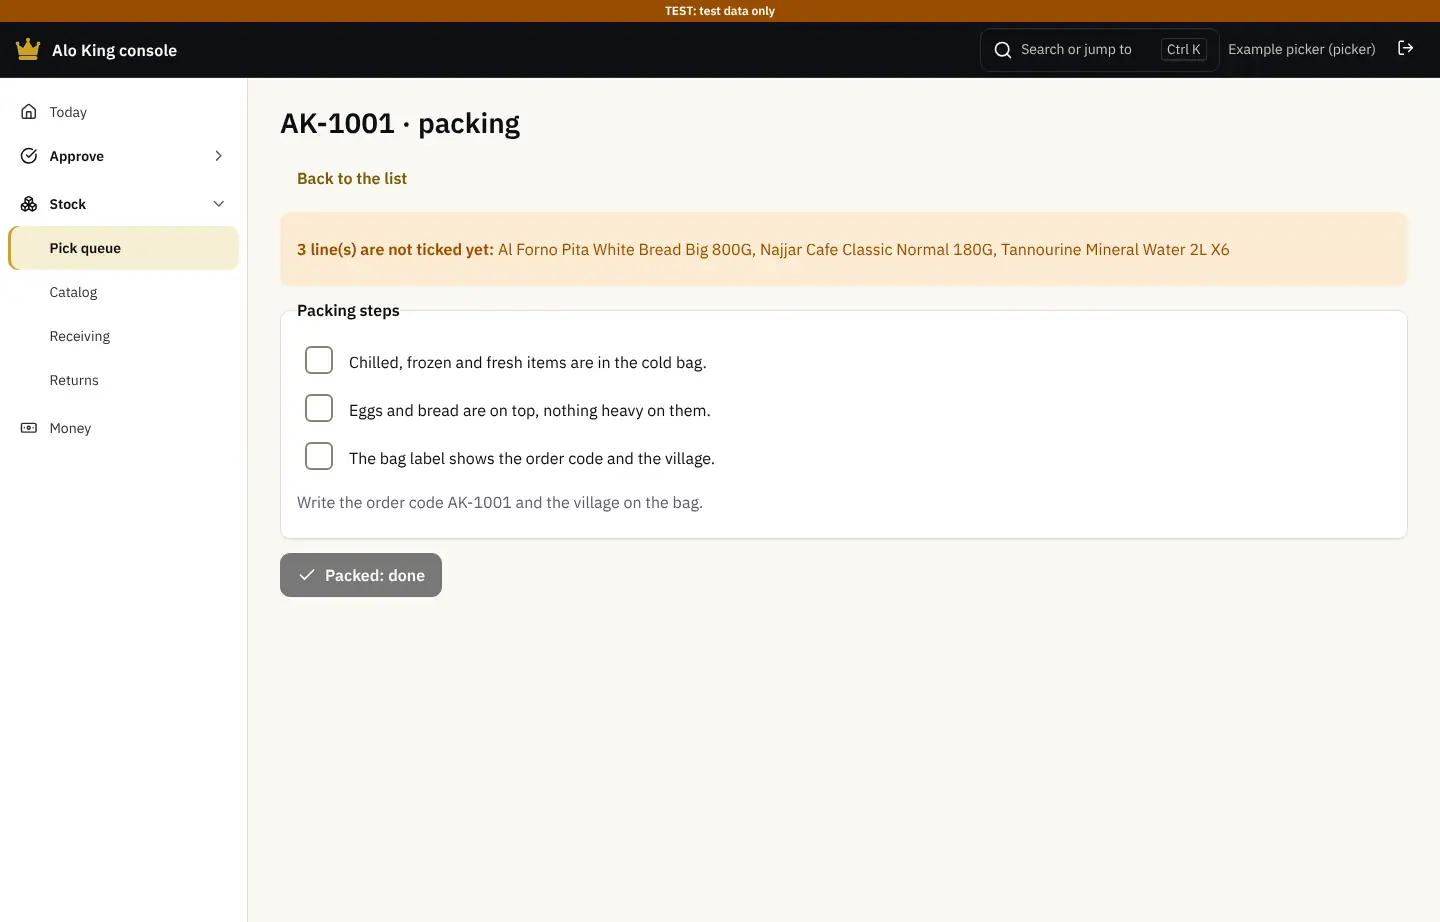 TEST: test data only
Alo King console
Search or jump to
Ctrl K
Example picker (picker)
Today
Approve
Stock
Pick queue
Catalog
Receiving
Returns
Money
AK-1001 · packing
Back to the list
3 line(s) are not ticked yet: Al Forno Pita White Bread Big 800G, Najjar Cafe Classic Normal 180G, Tannourine Mineral Water 2L X6
Packing steps
Chilled, frozen and fresh items are in the cold bag.
Eggs and bread are on top, nothing heavy on them.
The bag label shows the order code and the village.
Write the order code AK-1001 and the village on the bag.
Packed: done